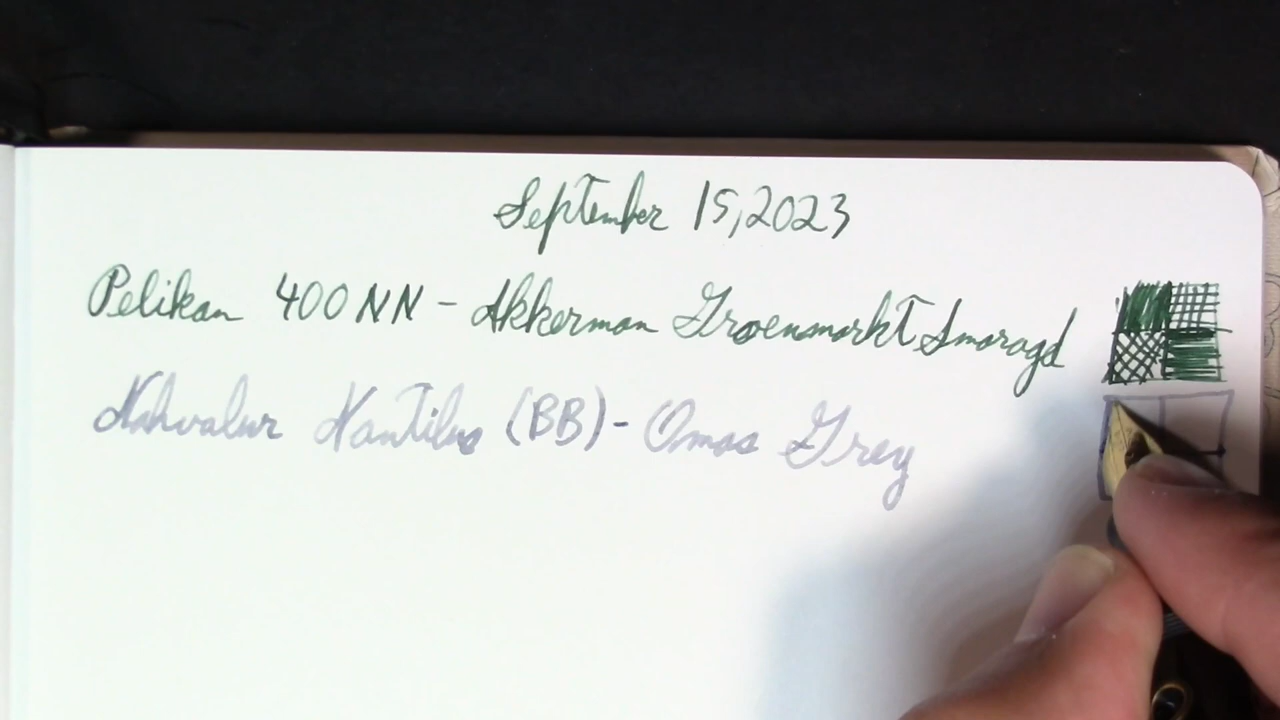 September 15, 2023
Pelikan 400NN - Akkerman Groenmarkt Smaragd
Nahvalur Nautilus (BB) - Omas Grey